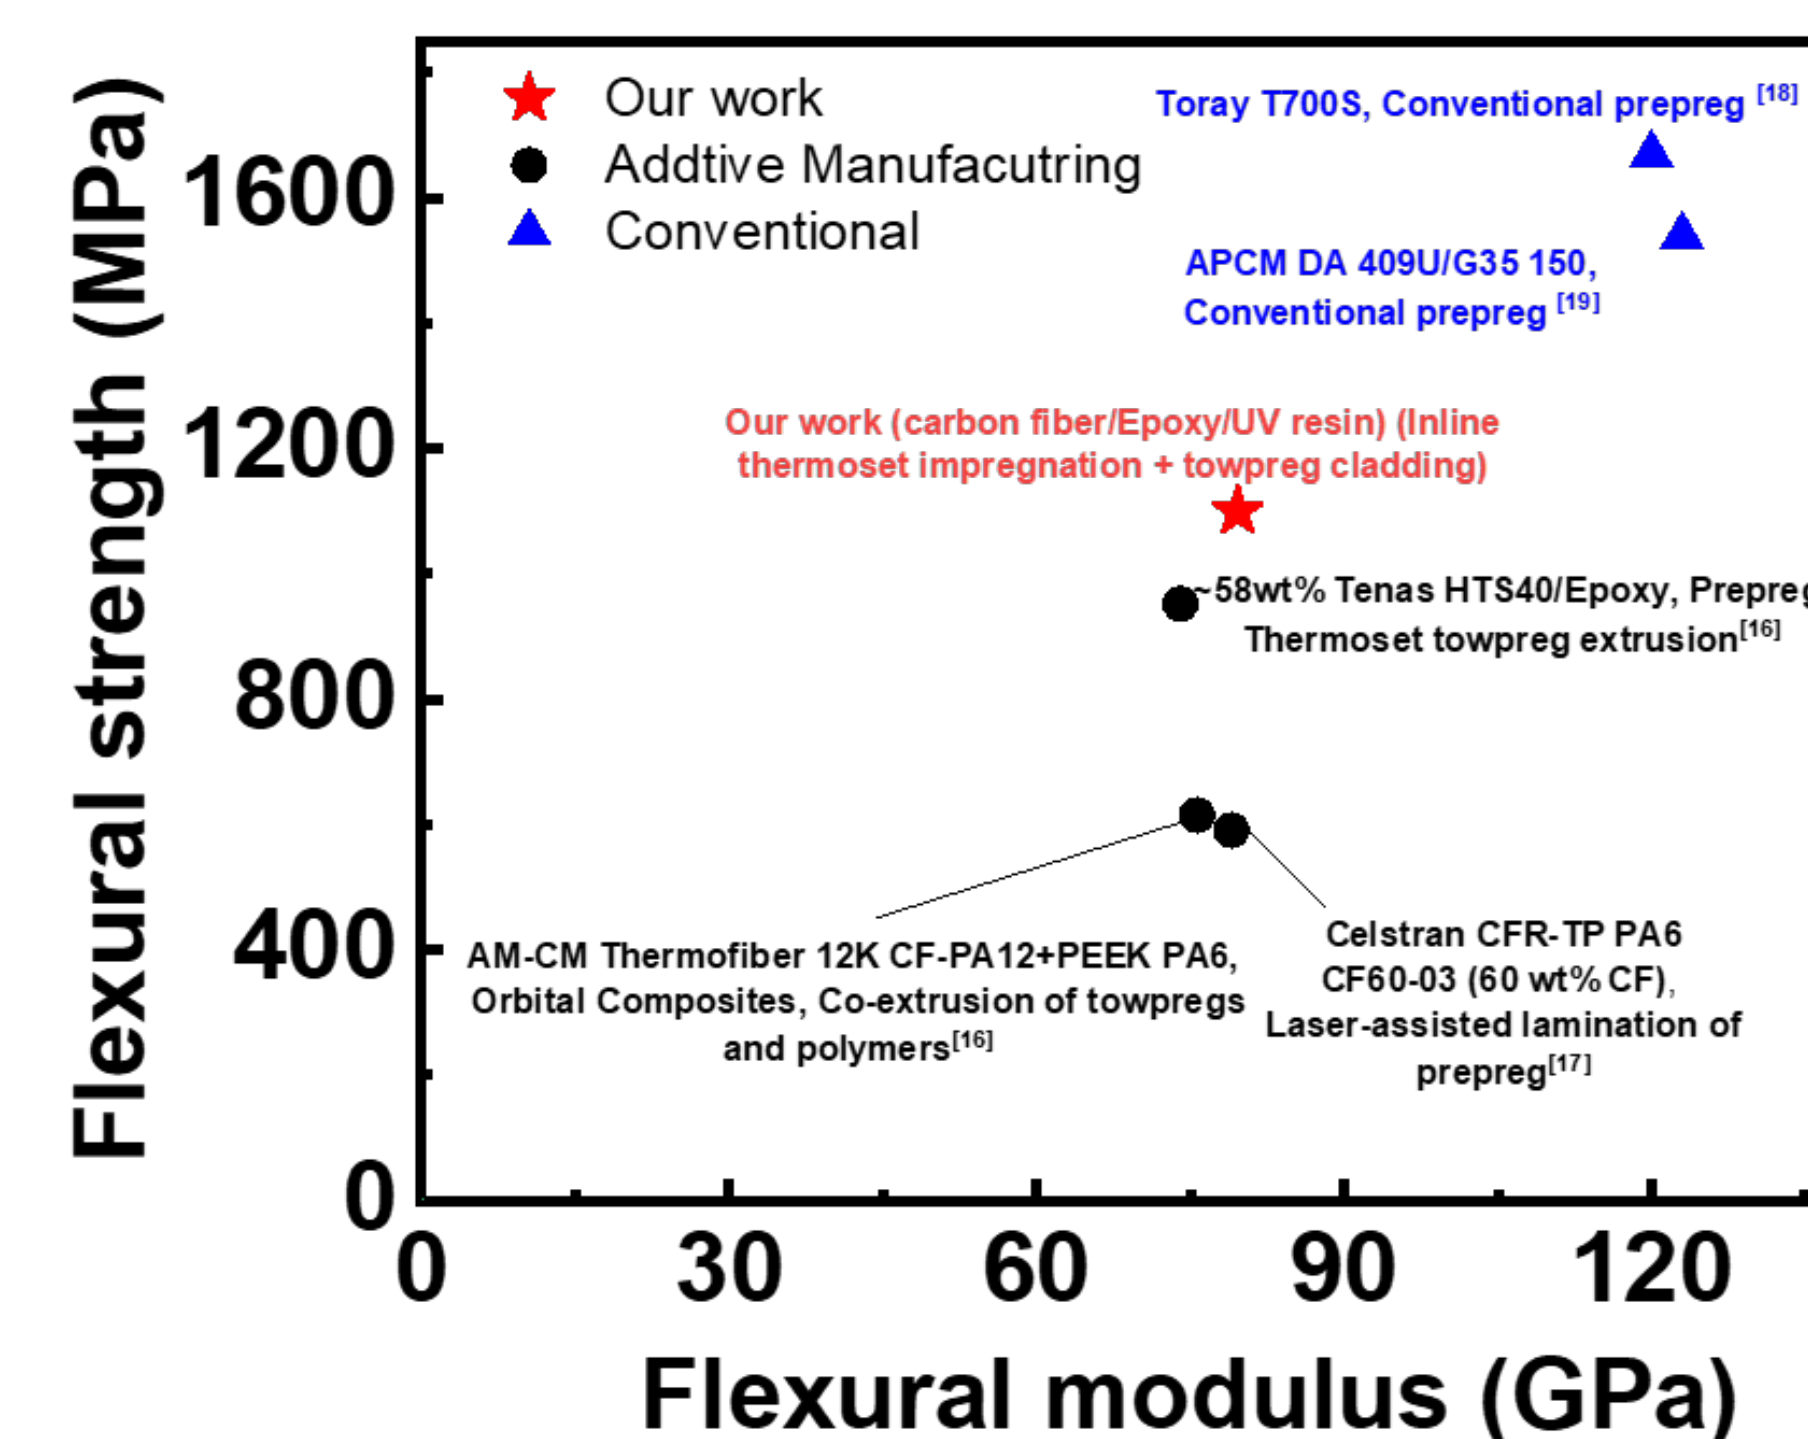 Our work
Addtive Manufacutring
Conventional
Toray T700S, Conventional prepreg [18]
APCM DA 409U/G35 150,
Conventional prepreg [19]
Our work (carbon fiber/Epoxy/UV resin) (Inline
thermoset impregnation + towpreg cladding)
~58wt% Tenas HTS40/Epoxy, Prepreg
Thermoset towpreg extrusion[16]
AM-CM Thermofiber 12K CF-PA12+PEEK PA6,
Orbital Composites, Co-extrusion of towpregs
and polymers[16]
Celstran CFR-TP PA6
CF60-03 (60 wt% CF),
Laser-assisted lamination of
prepreg[17]
Flexural strength (MPa)
1600
1200
800
400
0
0 30 60 90 120
Flexural modulus (GPa)